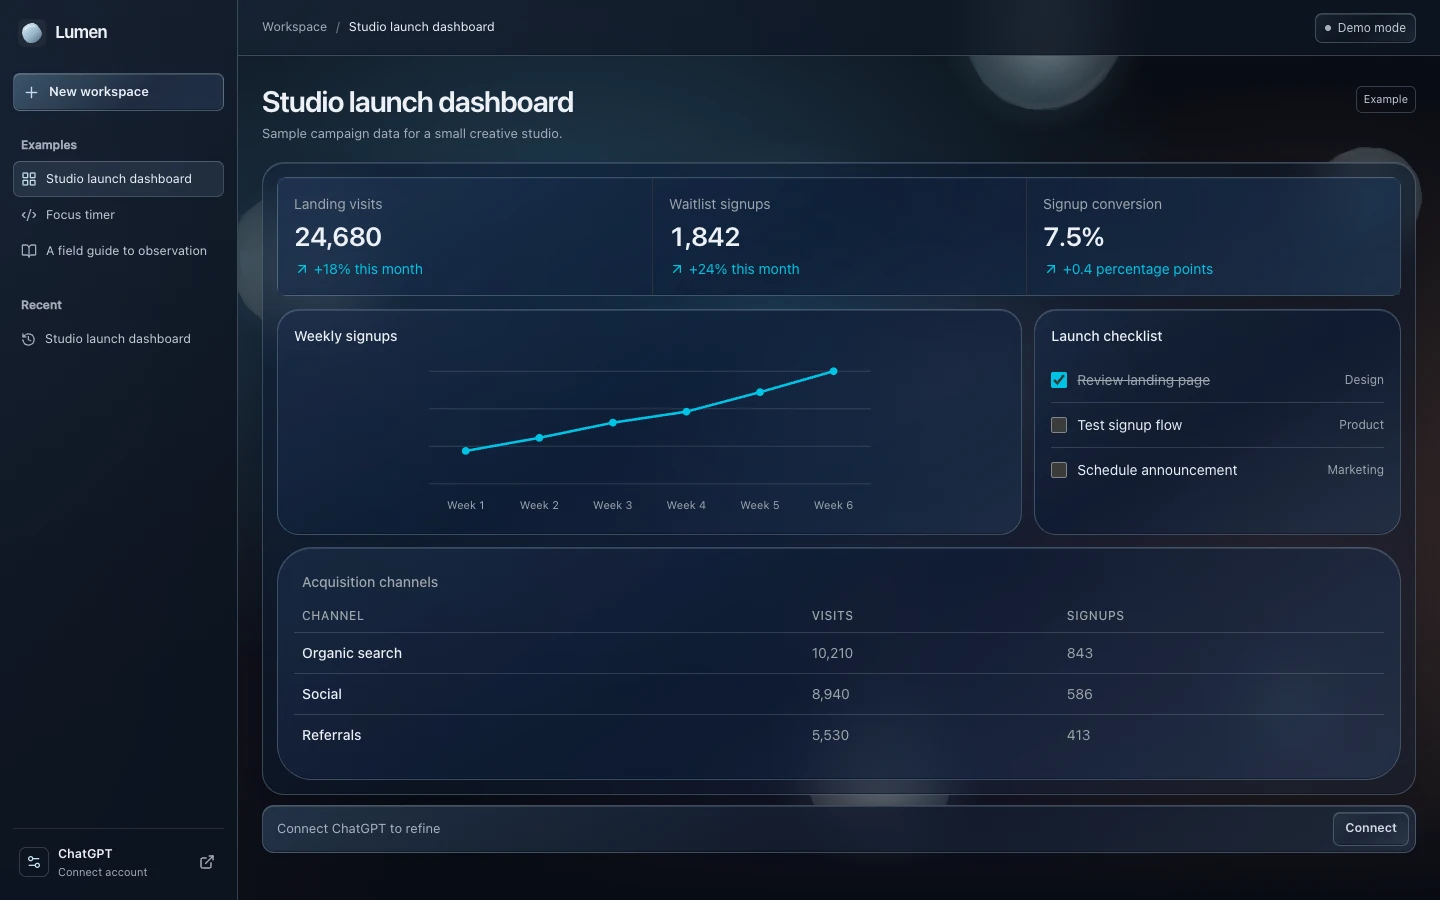 Lumen
New workspace
Examples
Studio launch dashboard
Focus timer
A field guide to observation
Recent
Studio launch dashboard
ChatGPT
Connect account
Workspace / Studio launch dashboard
Demo mode
Studio launch dashboard
Example
Sample campaign data for a small creative studio.
Landing visits
24,680
+18% this month
Waitlist signups
1,842
+24% this month
Signup conversion
7.5%
+0.4 percentage points
Weekly signups
Week 1 Week 2 Week 3 Week 4 Week 5 Week 6
Launch checklist
Review landing page Design
Test signup flow Product
Schedule announcement Marketing
Acquisition channels
CHANNEL VISITS SIGNUPS
Organic search 10,210 843
Social 8,940 586
Referrals 5,530 413
Connect ChatGPT to refine
Connect